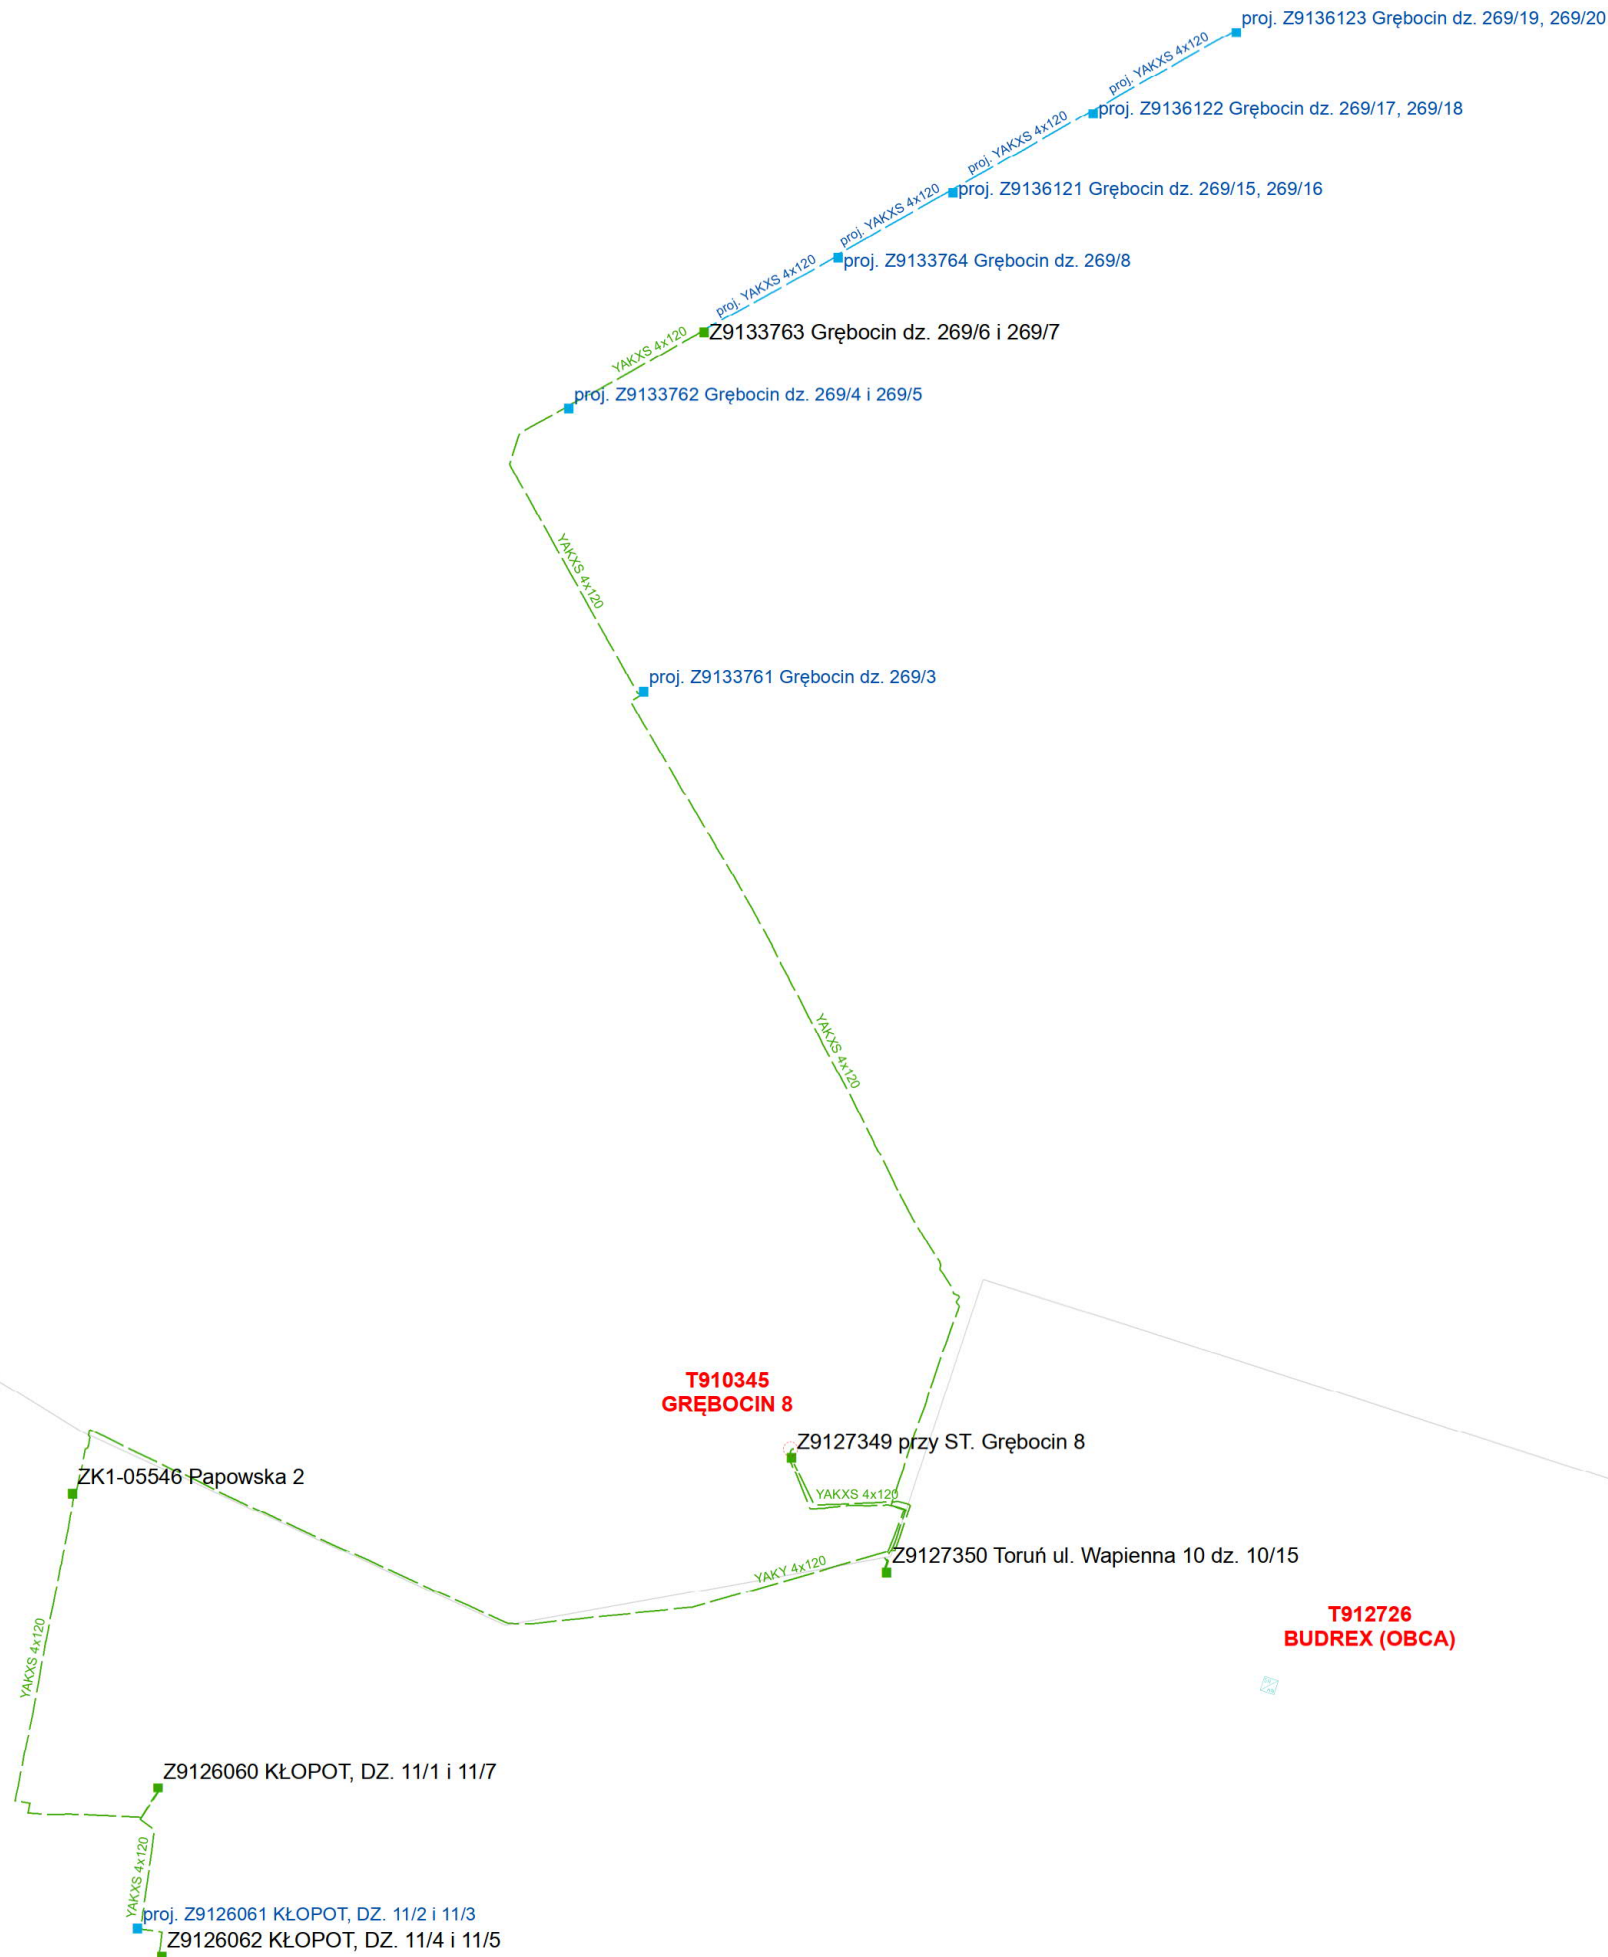 proj. Z9136123 Grębocin dz. 269/19, 269/20
proj. YAKXS 4x120
proj. Z9136122 Grębocin dz. 269/17, 269/18
proj. YAKXS 4x120
proj. Z9136121 Grębocin dz. 269/15, 269/16
proj. YAKXS 4x120
proj. Z9133764 Grębocin dz. 269/8
proj. YAKXS 4x120
Z9133763 Grębocin dz. 269/6 i 269/7
YAKXS 4x120
proj. Z9133762 Grębocin dz. 269/4 i 269/5
YAKXS 4x120
proj. Z9133761 Grębocin dz. 269/3
YAKXS 4x120
T910345
GRĘBOCIN 8
Z9127349 przy ST. Grębocin 8
ZK1-05546 Papowska 2
YAKXS 4x120
Z9127350 Toruń ul. Wapienna 10 dz. 10/15
YAKY 4x120
T912726
BUDREX (OBCA)
YAKXS 4x120
Z9126060 KŁOPOT, DZ. 11/1 i 11/7
YAKXS 4x120
proj. Z9126061 KŁOPOT, DZ. 11/2 i 11/3
Z9126062 KŁOPOT, DZ. 11/4 i 11/5